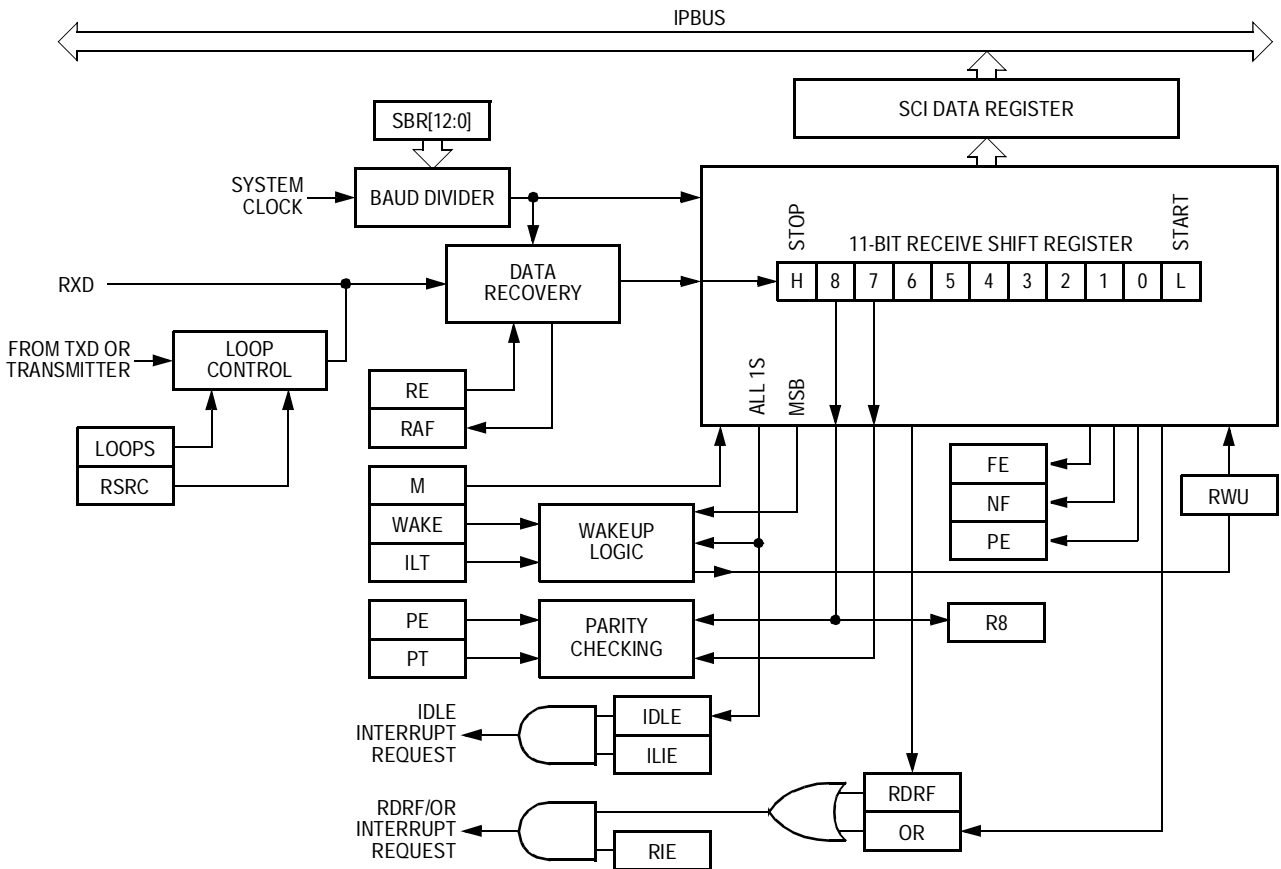 IPBUS
SCI DATA REGISTER
SBR[12:0]
SYSTEM
CLOCK
BAUD DIVIDER
STOP
11-BIT RECEIVE SHIFT REGISTER
START
H 8 7 6 5 4 3 2 1 0 L
RXD
DATA
RECOVERY
FROM TXD OR
TRANSMITTER
LOOP
CONTROL
ALL 1S
MSB
RE
RAF
LOOPS
RSRC
M
WAKE
ILT
WAKEUP
LOGIC
FE
NF
PE
RWU
PE
PT
PARITY
CHECKING
R8
IDLE
INTERRUPT
REQUEST
IDLE
ILIE
RDRF/OR
INTERRUPT
REQUEST
RIE
RDRF
OR